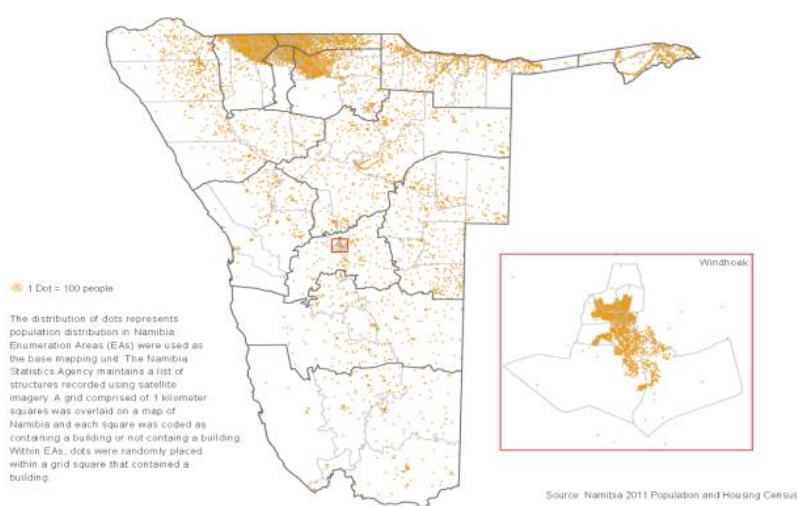 Windhoek
1 Dot = 100 people
The distribution of dots represents
population distribution in Namibia.
Enumeration Areas (EAs) were used as
the base mapping unit. The Namibia
Statistics Agency maintains a list of
structures recorded using satellite
imagery. A grid comprised of 1 kilometer
squares was overlaid on a map of
Namibia and each square was coded as
containing a building or not containg a building.
Within EAs, dots were randomly placed
within a grid square that contained a
building.
Source: Namibia 2011 Population and Housing Census